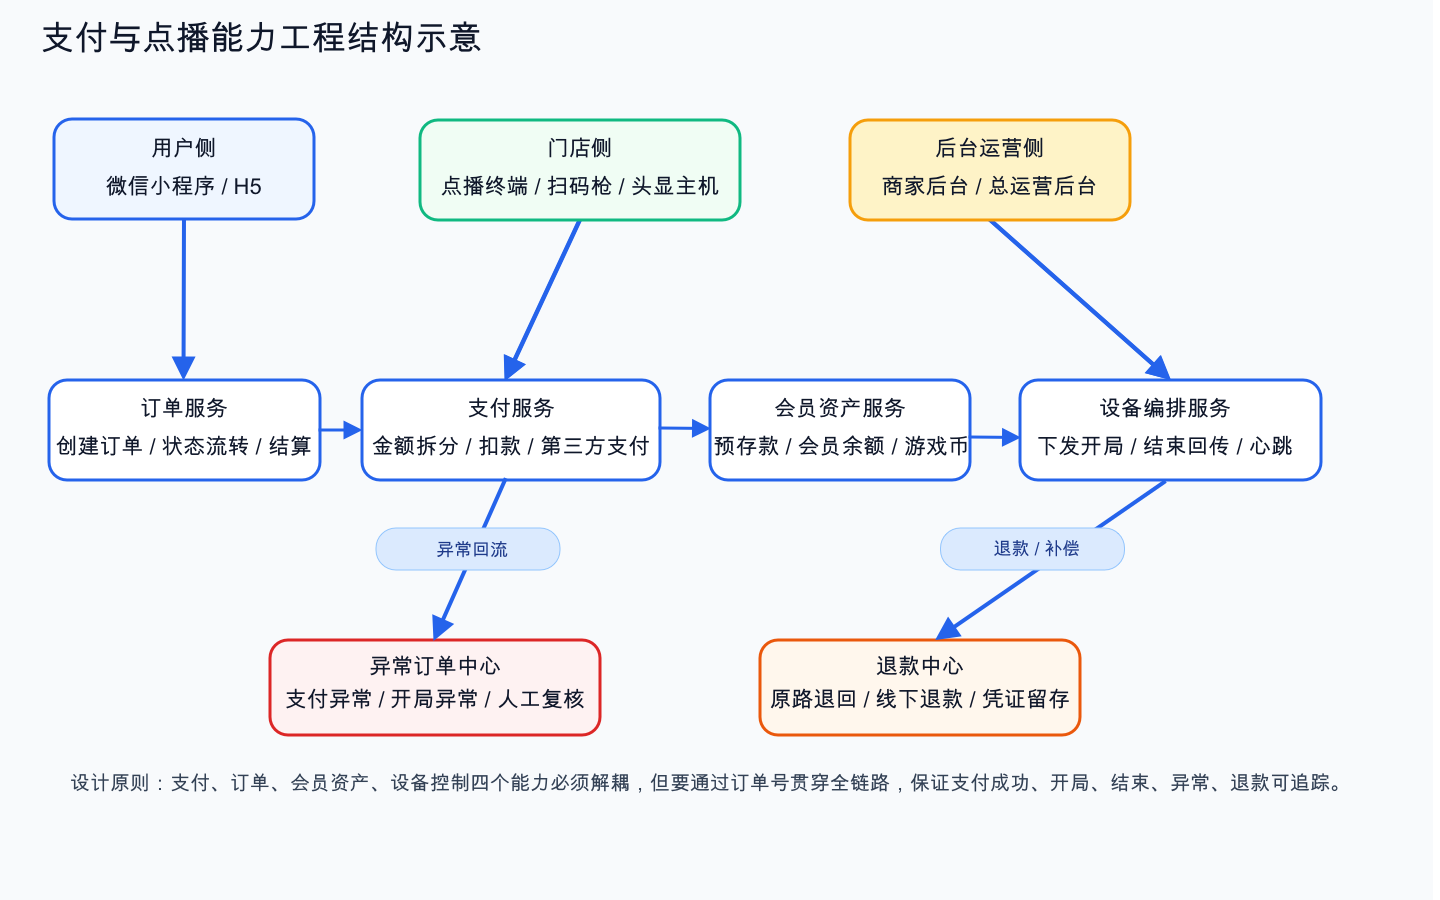 支付与点播能力工程结构示意
用户侧
微信小程序 / H5
门店侧
点播终端 / 扫码枪 / 头显主机
后台运营侧
商家后台 / 总运营后台
订单服务
创建订单 / 状态流转 / 结算
支付服务
金额拆分 / 扣款 / 第三方支付
会员资产服务
预存款 / 会员余额 / 游戏币
设备编排服务
下发开局 / 结束回传 / 心跳
异常回流
退款 / 补偿
异常订单中心
支付异常 / 开局异常 / 人工复核
退款中心
原路退回 / 线下退款 / 凭证留存
设计原则：支付、订单、会员资产、设备控制四个能力必须解耦，但要通过订单号贯穿全链路，保证支付成功、开局、结束、异常、退款可追踪。